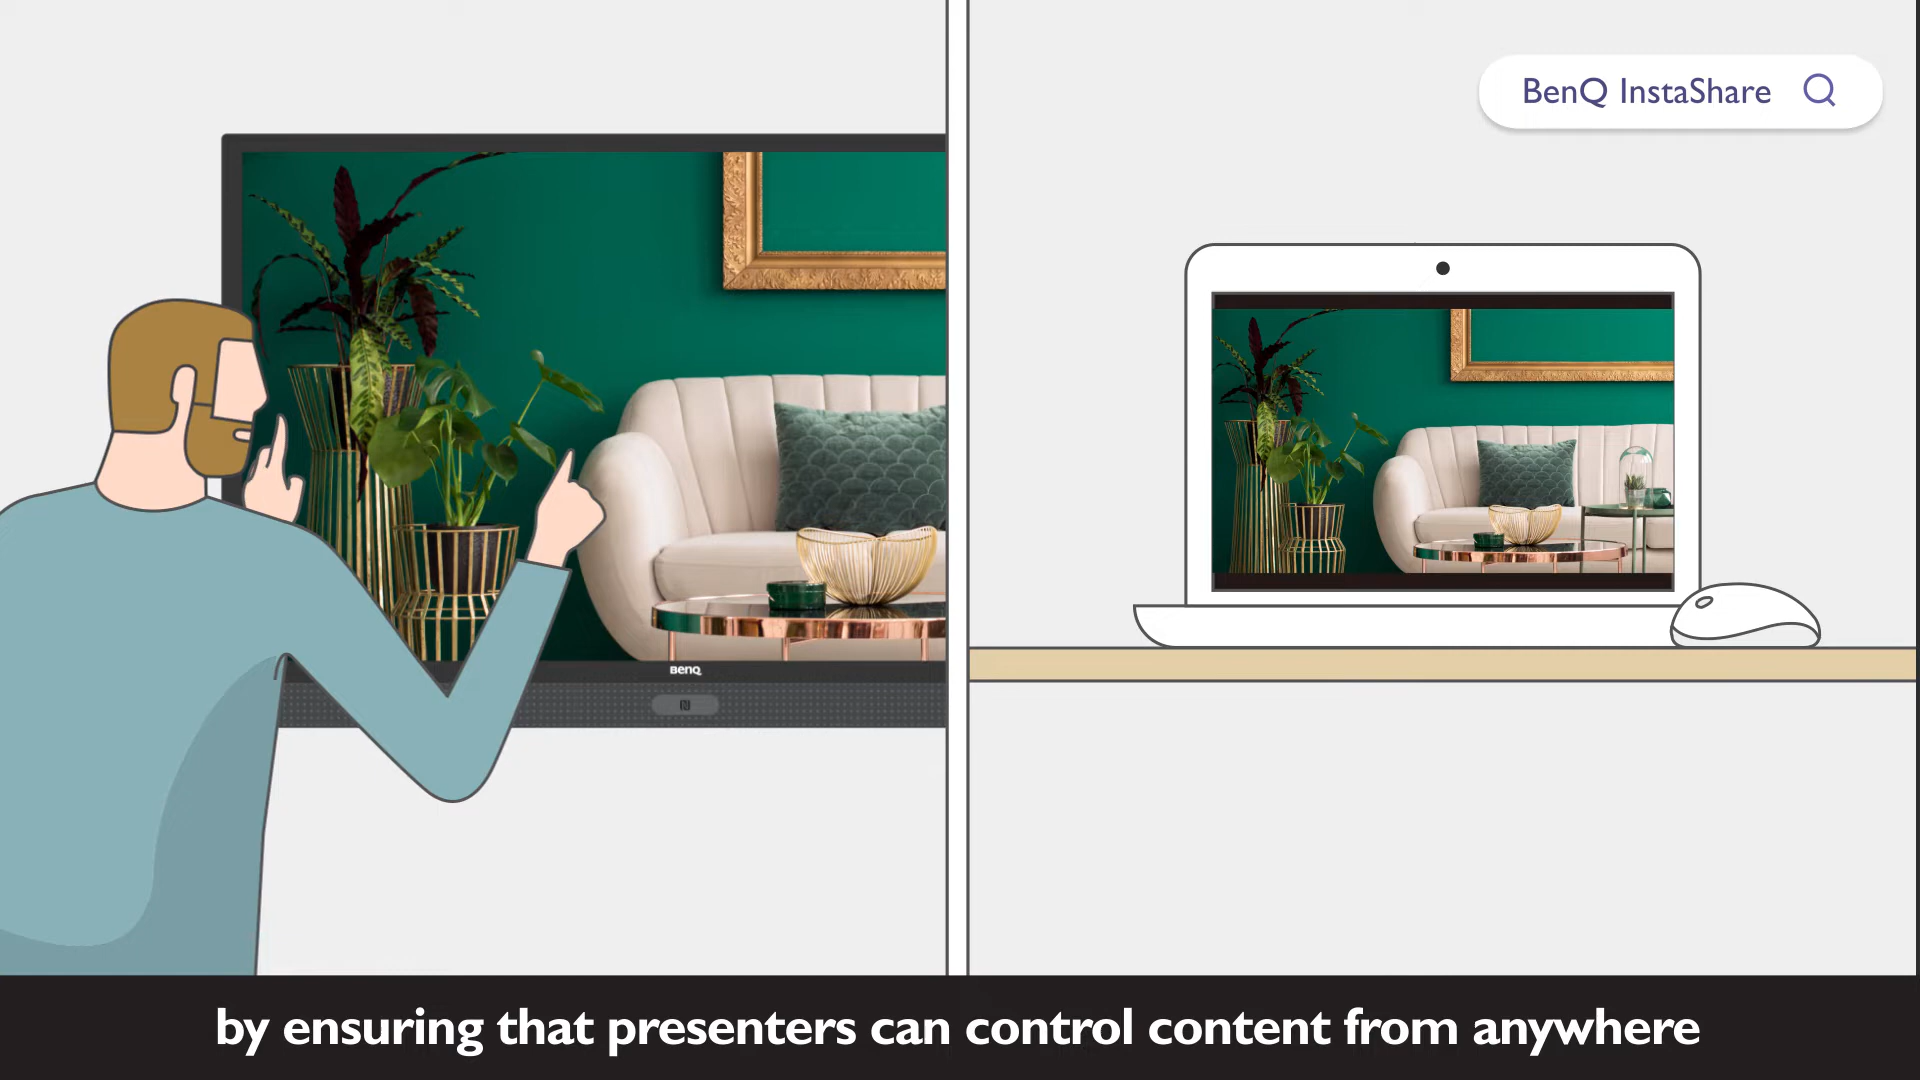 BenQ InstaShare
BenQ
by ensuring that presenters can control content from anywhere